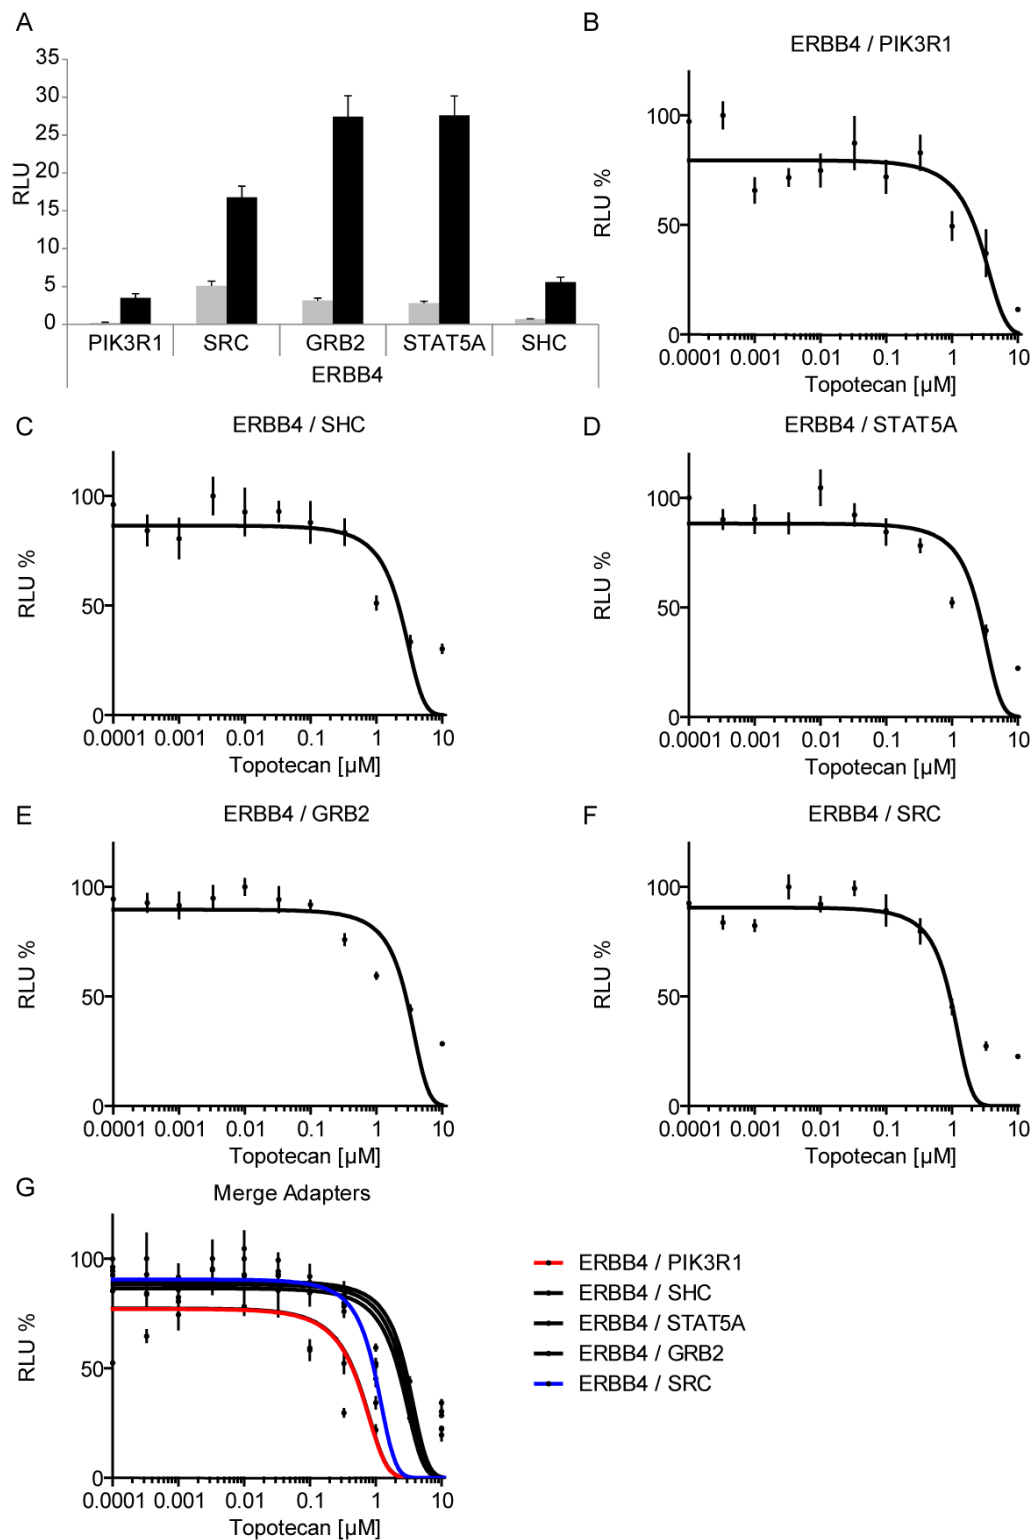 A
35
30
25
20
15
10
5
0
RLU
PIK3R1 SRC GRB2 STAT5A SHC
ERBB4
B
ERBB4 / PIK3R1
100
50
0
RLU %
0.0001 0.001 0.01 0.1 1 10
Topotecan [µM]
C
ERBB4 / SHC
100
50
0
RLU %
0.0001 0.001 0.01 0.1 1 10
Topotecan [µM]
D
ERBB4 / STAT5A
100
50
0
RLU %
0.0001 0.001 0.01 0.1 1 10
Topotecan [µM]
E
ERBB4 / GRB2
100
50
0
RLU %
0.0001 0.001 0.01 0.1 1 10
Topotecan [µM]
F
ERBB4 / SRC
100
50
0
RLU %
0.0001 0.001 0.01 0.1 1 10
Topotecan [µM]
G
Merge Adapters
100
50
0
RLU %
0.0001 0.001 0.01 0.1 1 10
Topotecan [µM]
ERBB4 / PIK3R1
ERBB4 / SHC
ERBB4 / STAT5A
ERBB4 / GRB2
ERBB4 / SRC